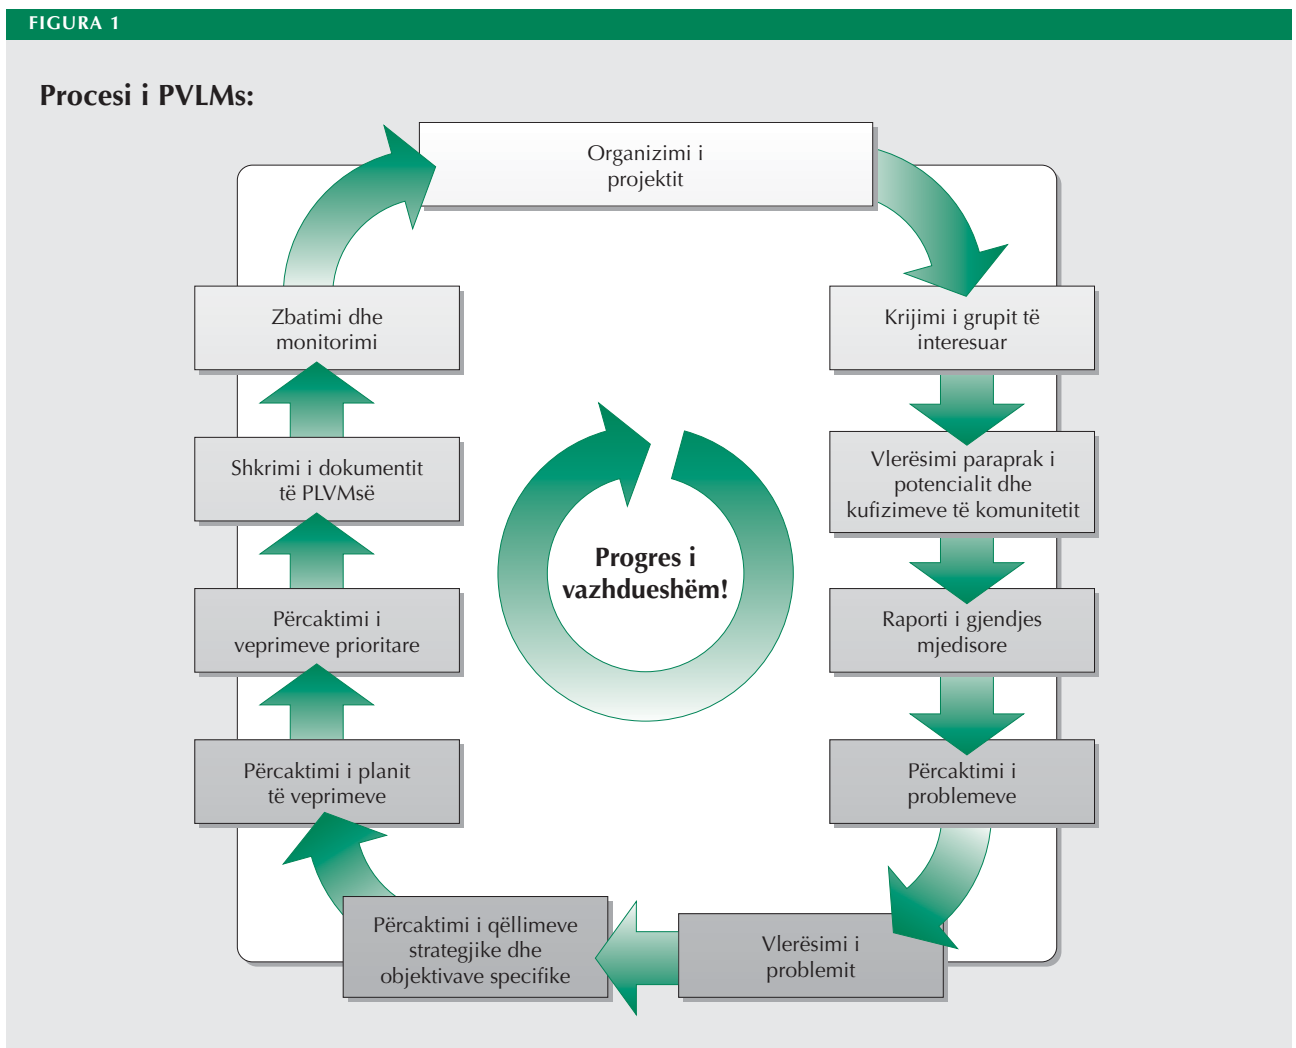 FIGURA 1
Procesi i PVLMs:
Organizimi i
projektit
Krijimi i grupit të
interesuar
Vlerësimi paraprak i
potencialit dhe
kufizimeve të komunitetit
Raporti i gjendjes
mjedisore
Përcaktimi i
problemeve
Vlerësimi i
problemit
Përcaktimi i qëllimeve
strategjike dhe
objektivave specifike
Përcaktimi i planit
të veprimeve
Përcaktimi i
veprimeve prioritare
Shkrimi i dokumentit
të PLVMsë
Zbatimi dhe
monitorimi
Progres i
vazhdueshëm!